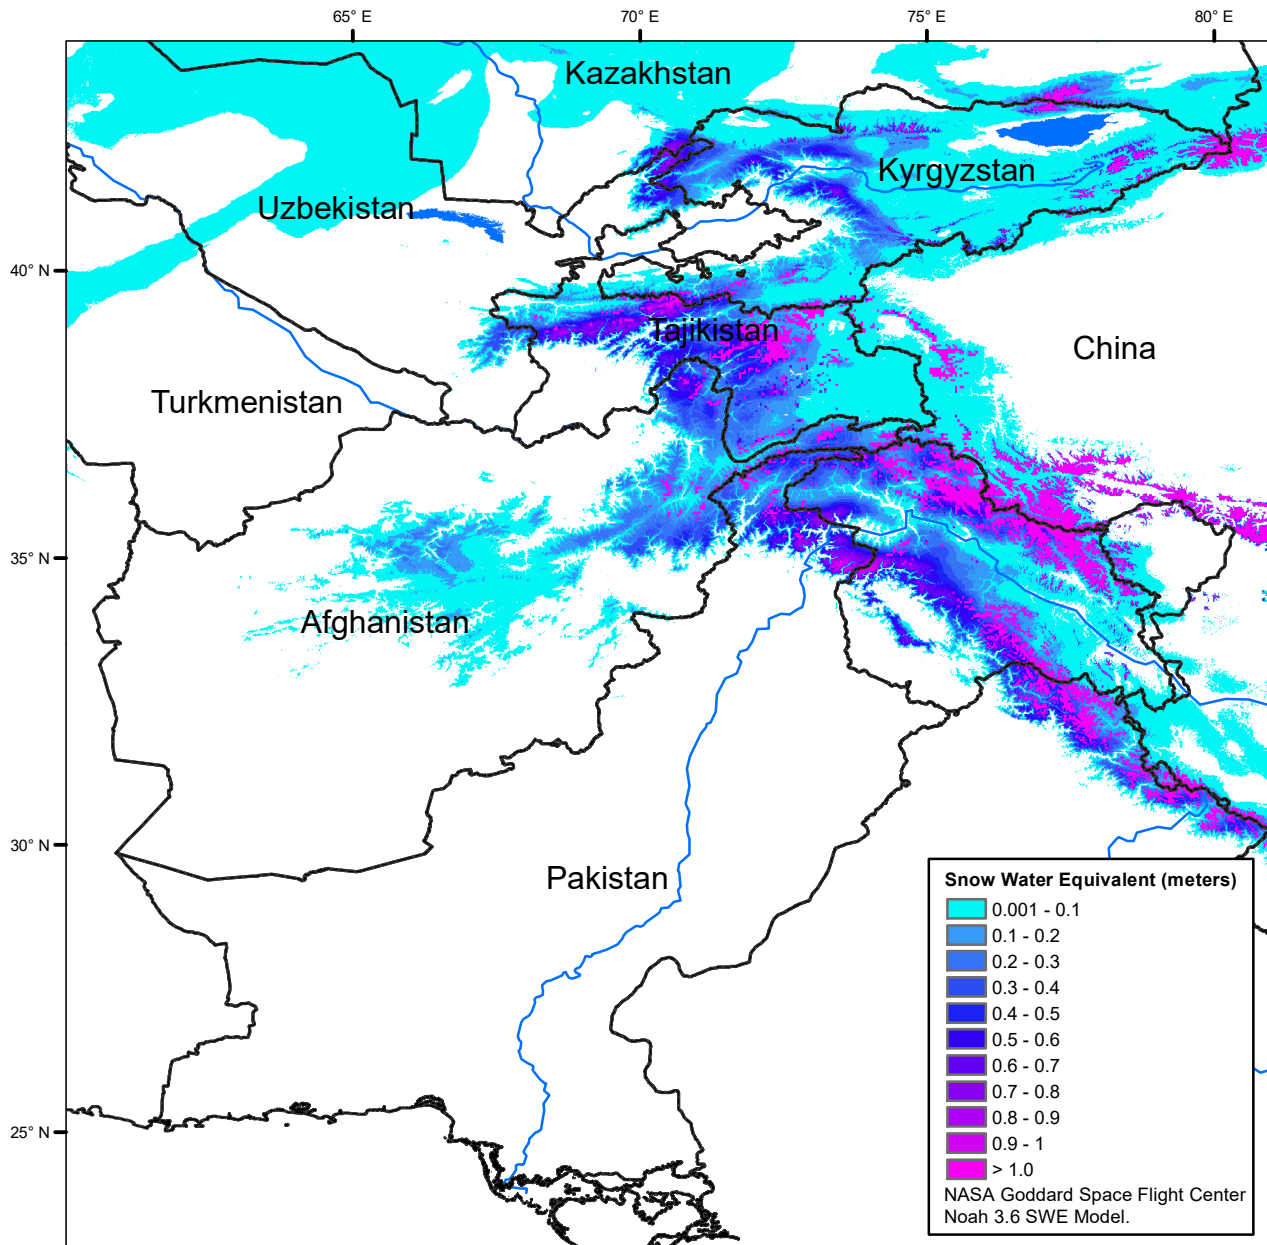 65° E
70° E
75° E
80° E
Kazakhstan
Kyrgyzstan
Uzbekistan
40° N
Tajikistan
China
Turkmenistan
35° N
Afghanistan
30° N
Pakistan
25° N
Snow Water Equivalent (meters)
0.001 - 0.1
0.1 - 0.2
0.2 - 0.3
0.3 - 0.4
0.4 - 0.5
0.5 - 0.6
0.6 - 0.7
0.7 - 0.8
0.8 - 0.9
0.9 - 1
> 1.0
NASA Goddard Space Flight Center
Noah 3.6 SWE Model.